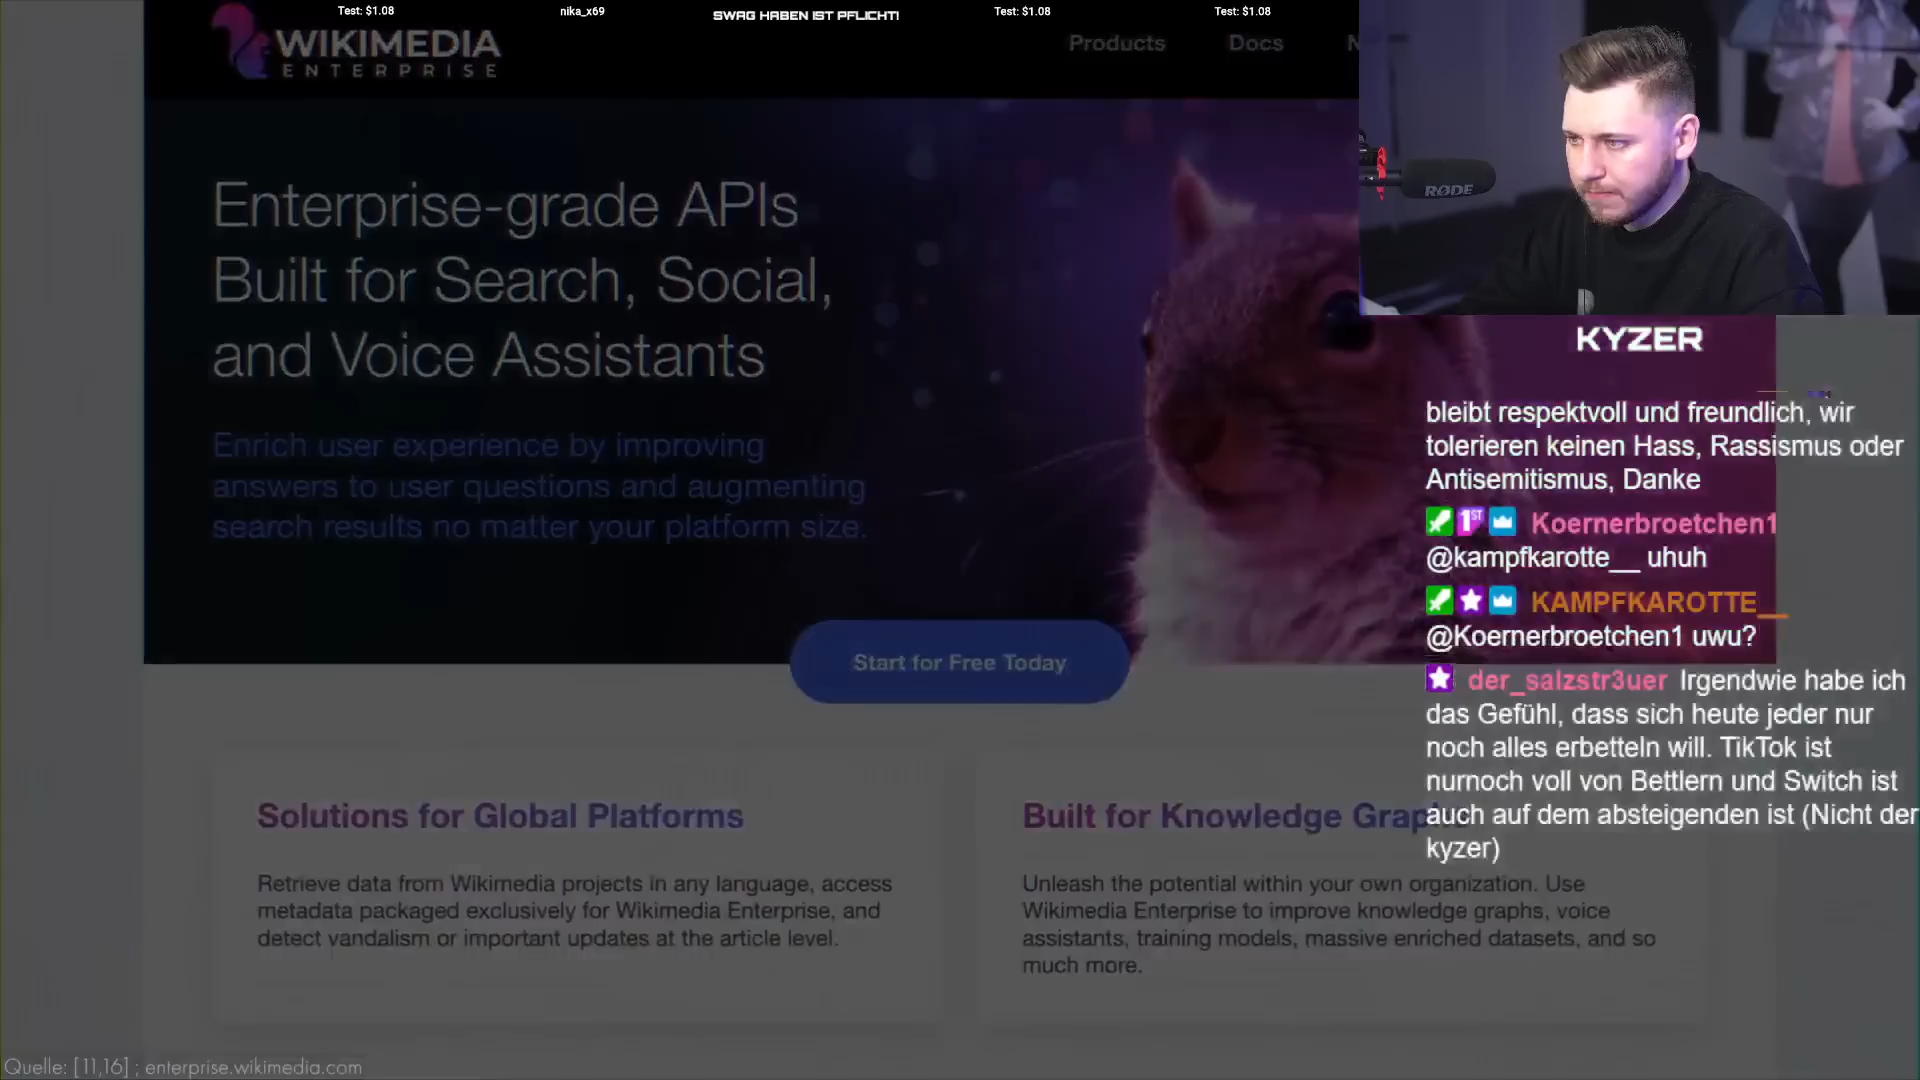 Test: $1.08
nika_x69
SWAG HABEN IST PFLICHT!
Test: $1.08
Test: $1.08
WIKIMEDIA
ENTERPRISE
Products
Docs
N
RØDE
Enterprise-grade APIs
Built for Search, Social,
and Voice Assistants
Enrich user experience by improving
answers to user questions and augmenting
search results no matter your platform size.
Start for Free Today
KYZER
bleibt respektvoll und freundlich, wir
tolerieren keinen Hass, Rassismus oder
Antisemitismus, Danke
1ST Koernerbroetchen1
@kampfkarotte__ uhuh
KAMPFKAROTTE__
@Koernerbroetchen1 uwu?
der_salzstr3uer Irgendwie habe ich
das Gefühl, dass sich heute jeder nur
noch alles erbetteln will. TikTok ist
nurnoch voll von Bettlern und Switch ist
auch auf dem absteigenden ist (Nicht der
kyzer)
Solutions for Global Platforms
Retrieve data from Wikimedia projects in any language, access
metadata packaged exclusively for Wikimedia Enterprise, and
detect vandalism or important updates at the article level.
Built for Knowledge Grap
Unleash the potential within your own organization. Use
Wikimedia Enterprise to improve knowledge graphs, voice
assistants, training models, massive enriched datasets, and so
much more.
Quelle: [11,16] ; enterprise.wikimedia.com